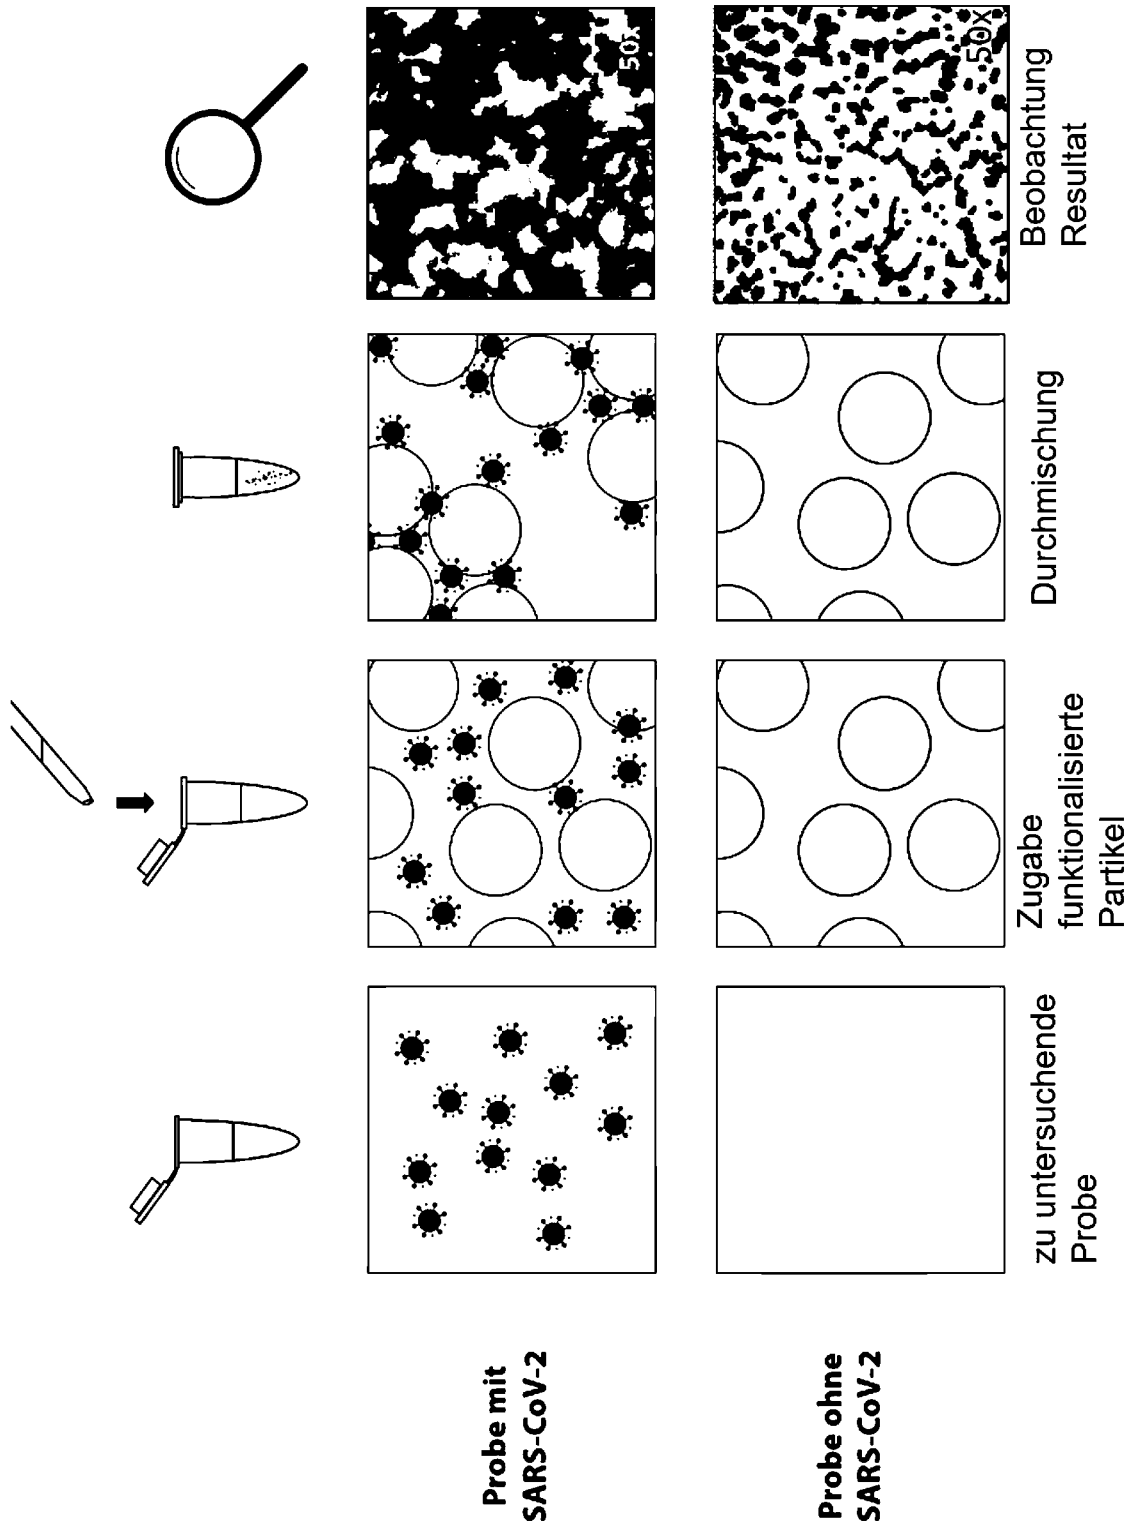 Probe mit
SARS-CoV-2
50x
Probe ohne
SARS-CoV-2
50x
zu untersuchende
Probe
Zugabe
funktionalisierte
Partikel
Durchmischung
Beobachtung
Resultat